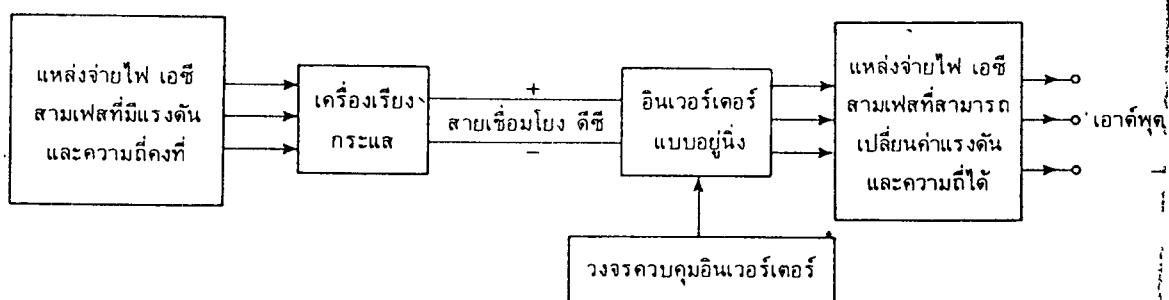 แหล่งจ่ายไฟ เอซี
สามเฟสที่มีแรงดัน
และความถี่คงที่
เครื่องเรียง
กระแส
+
สายเชื่อมโยง ดีซี
−
อินเวอร์เตอร์
แบบอยู่นิ่ง
แหล่งจ่ายไฟ เอซี
สามเฟสที่สามารถ
เปลี่ยนค่าแรงดัน
และความถี่ได้
เอาต์พุต
วงจรควบคุมอินเวอร์เตอร์